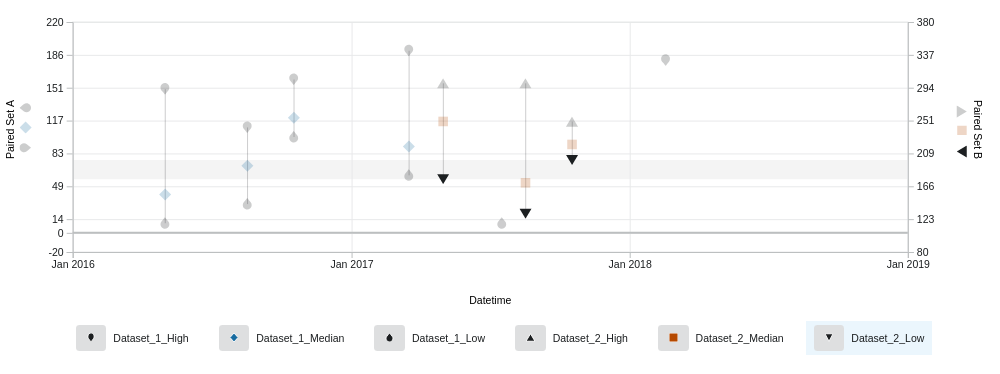 220 380
186 337
151 294
117 251
83 209
49 166
14 123
0
-20 80
Paired Set A
Paired Set B
Jan 2016 Jan 2017 Jan 2018 Jan 2019
Datetime
Dataset_1_High Dataset_1_Median Dataset_1_Low Dataset_2_High Dataset_2_Median Dataset_2_Low